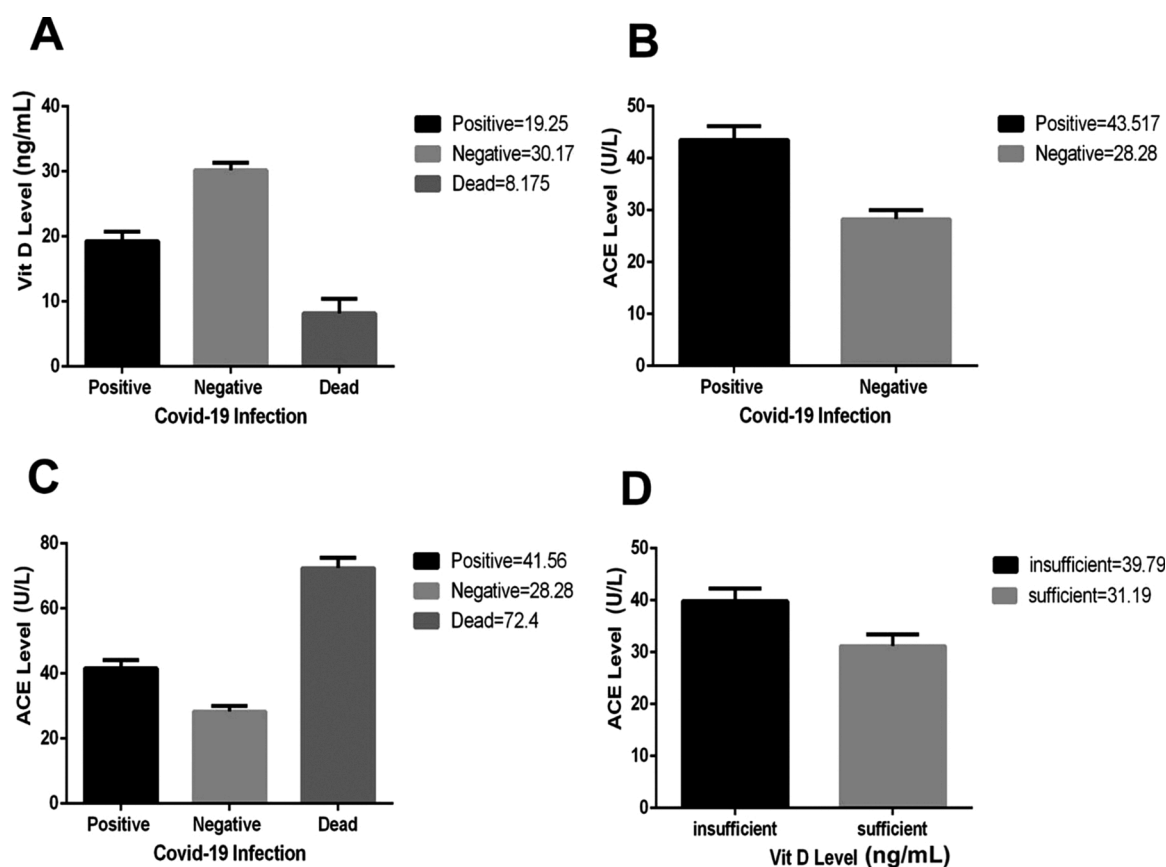 A
Vit D Level (ng/mL)
40
30
20
10
0
Positive Negative Dead
Covid-19 Infection
Positive=19.25
Negative=30.17
Dead=8.175
B
ACE Level (U/L)
50
40
30
20
10
0
Positive Negative
Covid-19 Infection
Positive=43.517
Negative=28.28
C
ACE Level (U/L)
80
60
40
20
0
Positive Negative Dead
Covid-19 Infection
Positive=41.56
Negative=28.28
Dead=72.4
D
ACE Level (U/L)
50
40
30
20
10
0
insufficient sufficient
Vit D Level (ng/mL)
insufficient=39.79
sufficient=31.19